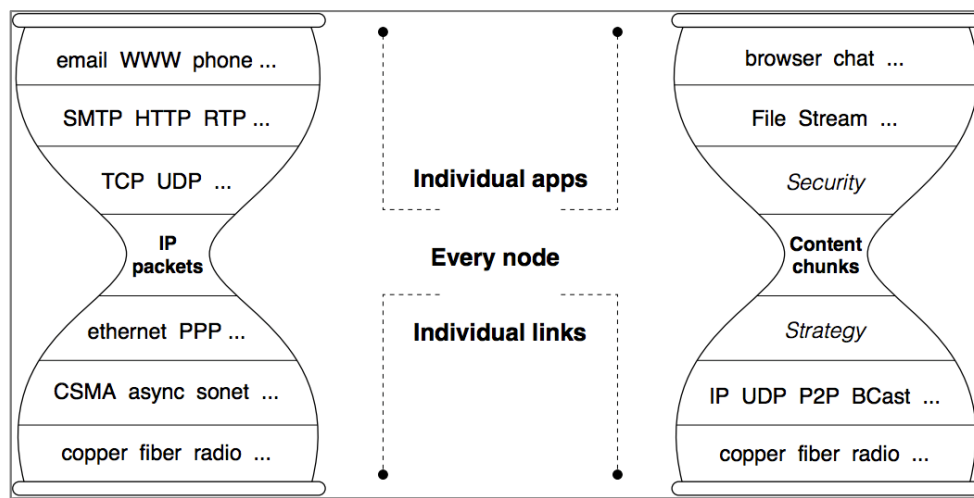 email WWW phone ...
SMTP HTTP RTP ...
TCP UDP ...
IP
packets
ethernet PPP ...
CSMA async sonet ...
copper fiber radio ...
Individual apps
Every node
Individual links
browser chat ...
File Stream ...
Security
Content
chunks
Strategy
IP UDP P2P BCast ...
copper fiber radio ...